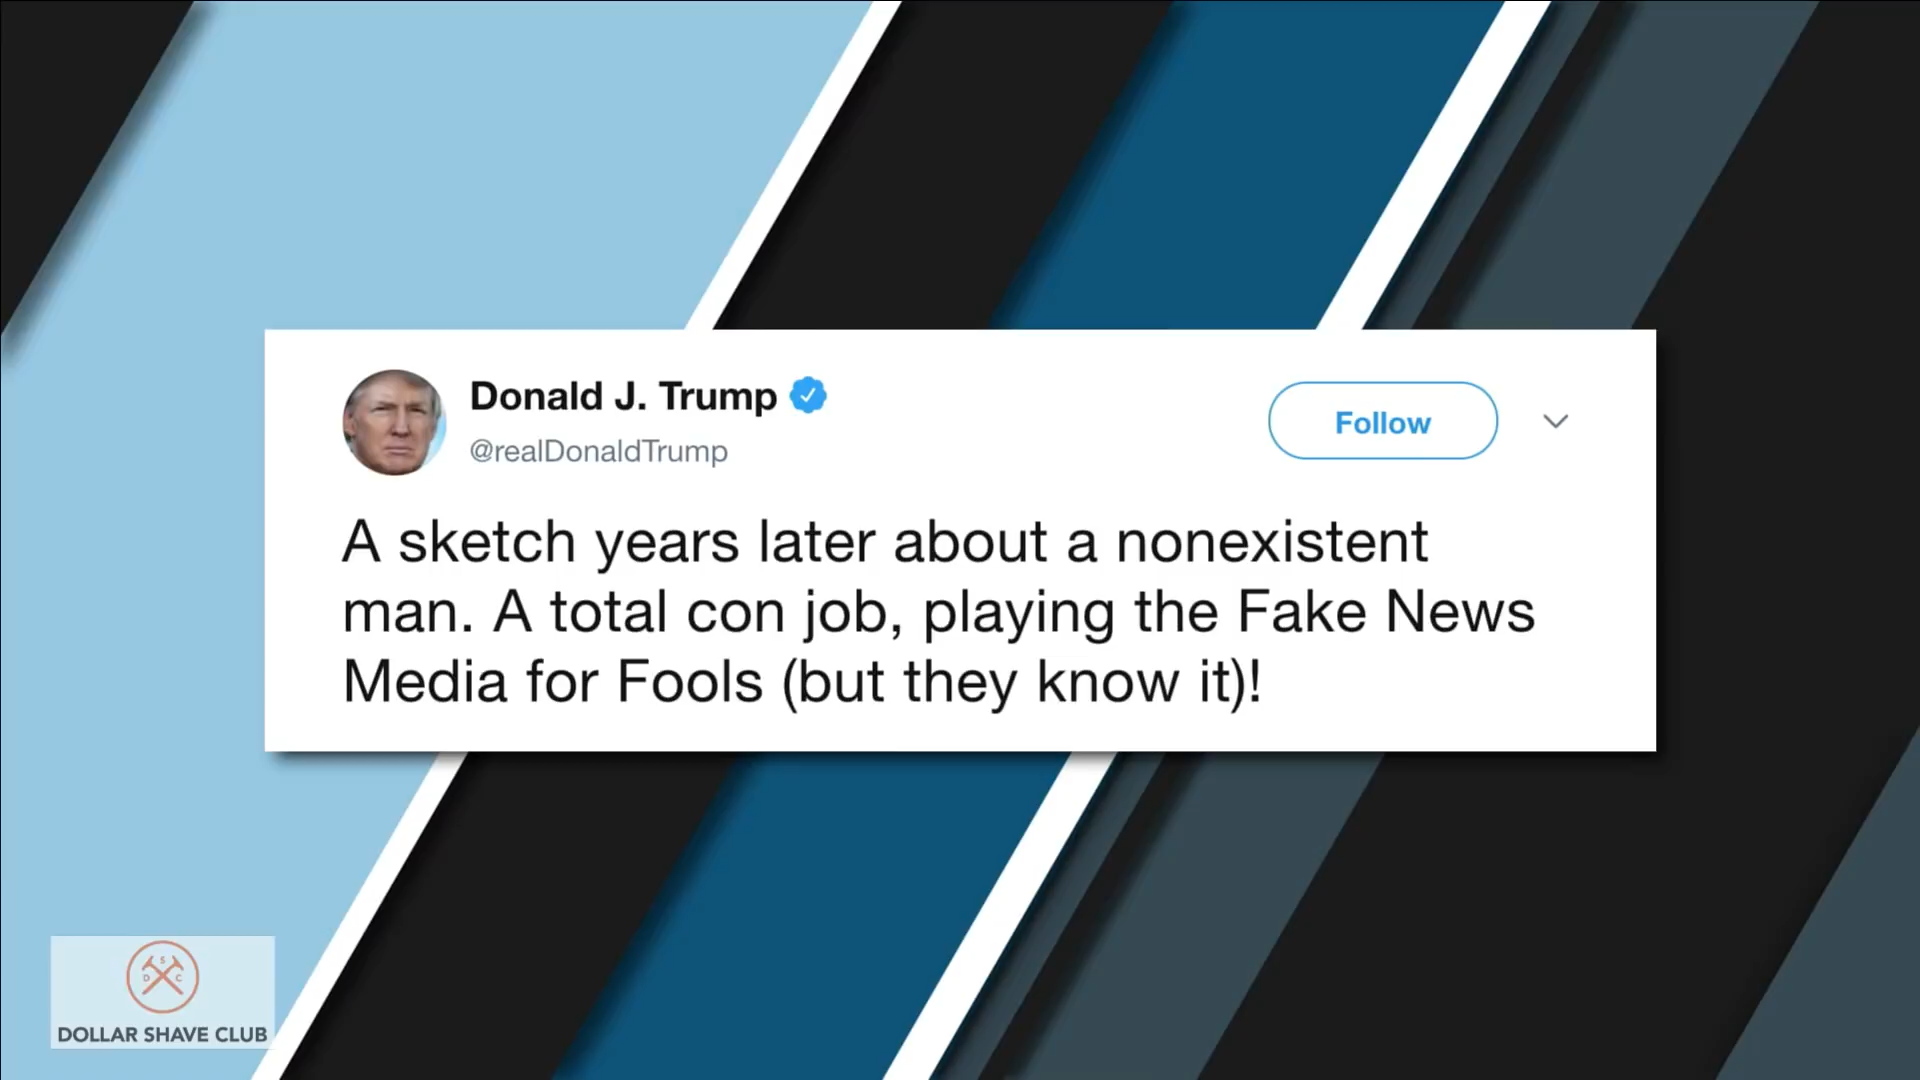 Donald J. Trump
@realDonaldTrump
Follow
A sketch years later about a nonexistent
man. A total con job, playing the Fake News
Media for Fools (but they know it)!
S
D C
DOLLAR SHAVE CLUB